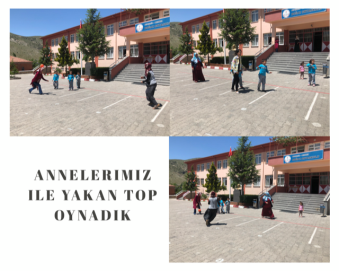 ANNELERIMIZ
ILE YAKAN TOP
OYNADIK